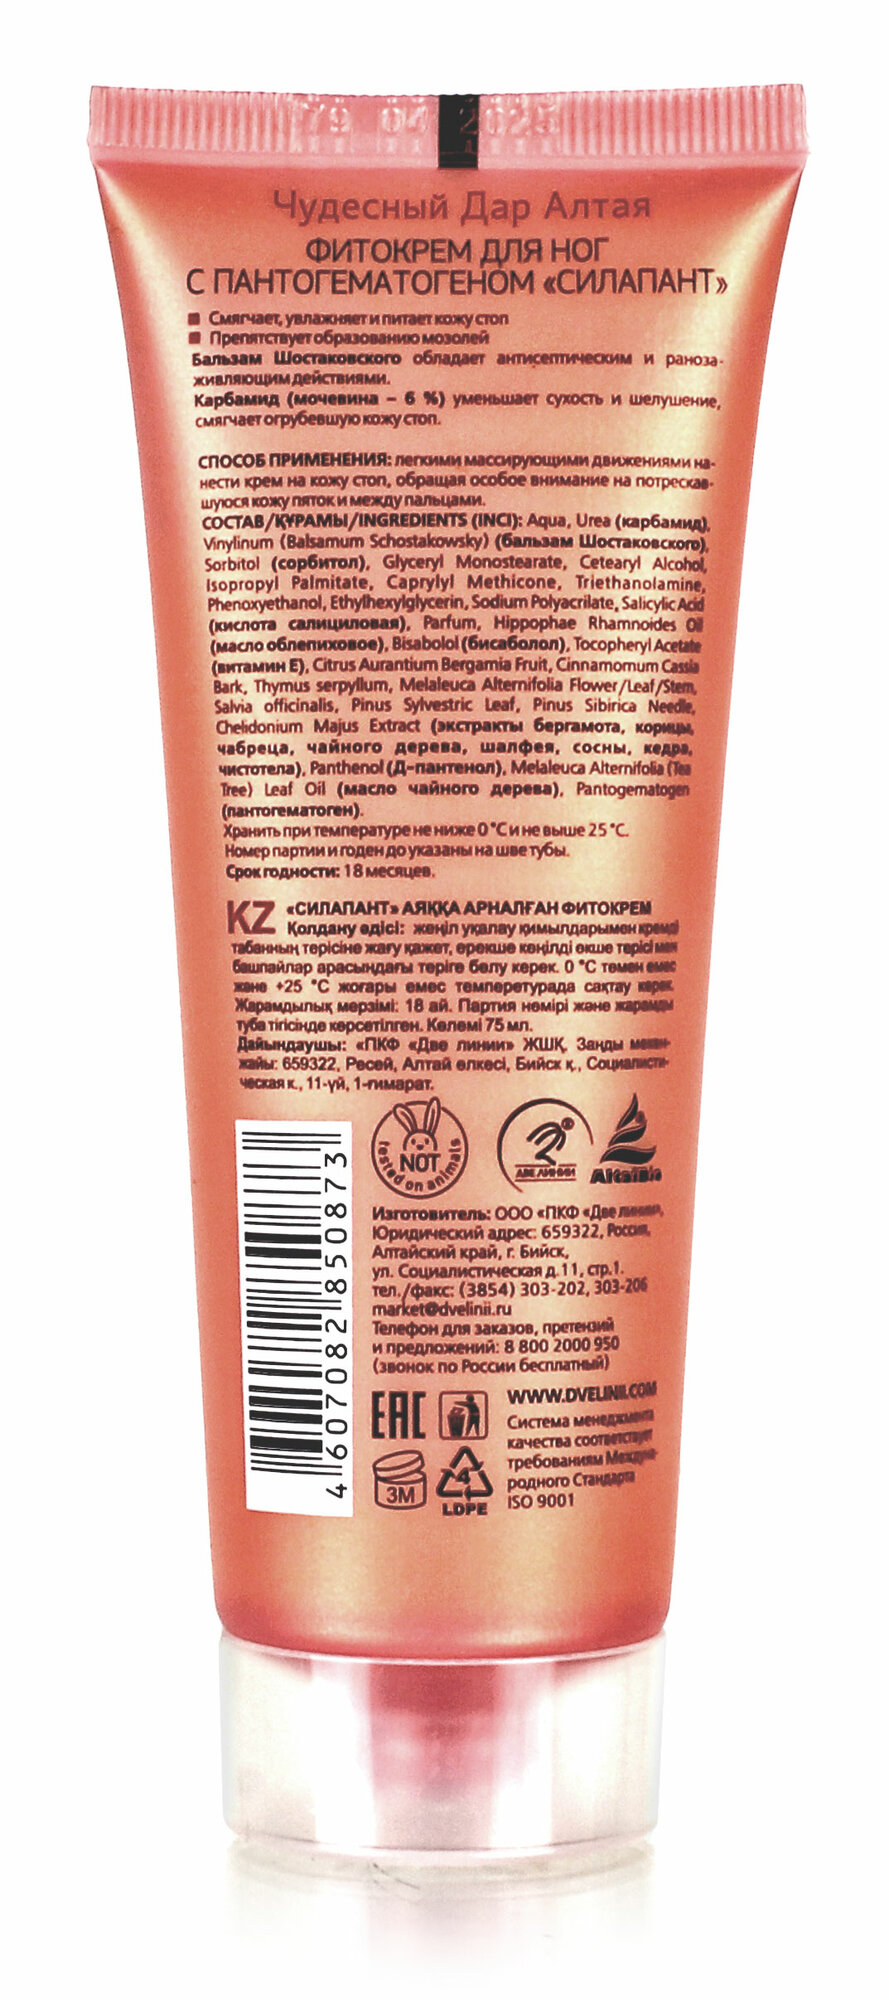 79 04 2025
Чудесный Дар Алтая
ФИТОКРЕМ ДЛЯ НОГ
С ПАНТОГЕМАТОГЕНОМ «СИЛАПАНТ»
Смягчает, увлажняет и питает кожу стоп
Препятствует образованию мозолей
Бальзам Шостаковского обладает антисептическим и раноза-
живляющим действиями.
Карбамид (мочевина – 6 %) уменьшает сухость и шелушение,
смягчает огрубевшую кожу стоп.
СПОСОБ ПРИМЕНЕНИЯ: легкими массирующими движениями на-
нести крем на кожу стоп, обращая особое внимание на потрескав-
шуюся кожу пяток и между пальцами.
СОСТАВ/ҚҰРАМЫ/INGREDIENTS (INCI): Aqua, Urea (карбамид),
Vinylinum (Balsamum Schostakowsky) (бальзам Шостаковского),
Sorbitol (сорбитол), Glyceryl Monostearate, Cetearyl Alcohol,
Isopropyl Palmitate, Caprylyl Methicone, Triethanolamine,
Phenoxyethanol, Ethylhexylglycerin, Sodium Polyacrilate, Salicylic Acid
(кислота салициловая), Parfum, Hippophae Rhamnoides Oil
(масло облепиховое), Bisabolol (бисаболол), Tocopheryl Acetate
(витамин Е), Citrus Aurantium Bergamia Fruit, Cinnamomum Cassia
Bark, Thymus serpyllum, Melaleuca Alternifolia Flower/Leaf/Stem,
Salvia officinalis, Pinus Sylvestric Leaf, Pinus Sibirica Needle,
Chelidonium Majus Extract (экстракты бергамота, корицы,
чабреца, чайного дерева, шалфея, сосны, кедра,
чистотела), Panthenol (Д-пантенол), Melaleuca Alternifolia (Tea
Tree) Leaf Oil (масло чайного дерева), Pantogematogen
(пантогематоген).
Хранить при температуре не ниже 0 °С и не выше 25 °С.
Номер партии и годен до указаны на шве тубы.
Срок годности: 18 месяцев.
KZ «СИЛАПАНТ» АЯҚҚА АРНАЛҒАН ФИТОКРЕМ
Қолдану әдісі: жеңіл уқалау қимылдарымен кремді
табанның терісіне жағу қажет, ерекше көңілді өкше терісі мен
башпайлар арасындағы теріге бөлу керек. 0 °С төмен емес
және +25 °С жоғары емес температурада сақтау керек.
Жарамдылық мерзімі: 18 ай. Партия нөмірі және жарамды
туба тігісінде көрсетілген. Көлемі 75 мл.
Дайындаушы: «ПКФ «Две линии» ЖШҚ, Заңды мекен-
жайы: 659322, Ресей, Алтай өлкесі, Бийск қ., Социалисти-
ческая к., 11-үй, 1-ғимарат.
NOT
tested on animals
ДВЕ ЛИНИИ
AltaiBio
Изготовитель: ООО «ПКФ «Две линии»,
Юридический адрес: 659322, Россия,
Алтайский край, г. Бийск,
ул. Социалистическая д. 11, стр.1.
тел./факс: (3854) 303-202, 303-206
market@dvelinii.ru
Телефон для заказов, претензий
и предложений: 8 800 2000 950
(звонок по России бесплатный)
EAC
WWW.DVELINII.COM
Система менеджмента
качества соответствует
требованиям Междуна-
родного Стандарта
ISO 9001
3М
4
LDPE
4607082850873